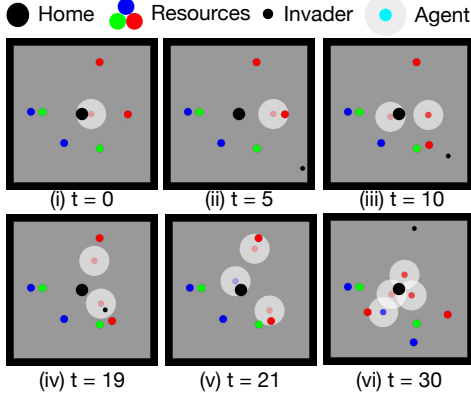 Home Resources Invader Agent
(i) t = 0 (ii) t = 5 (iii) t = 10
(iv) t = 19 (v) t = 21 (vi) t = 30